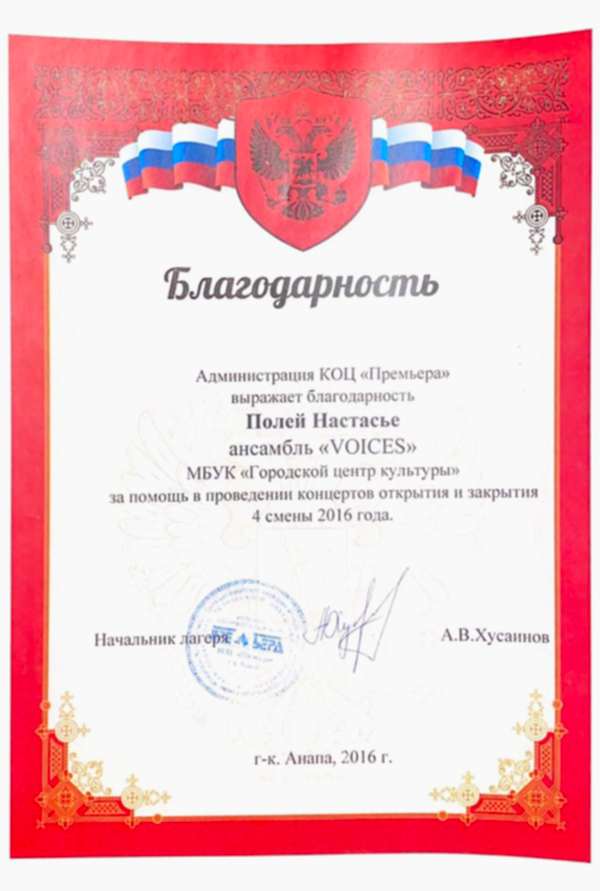 Благодарность
Администрация КОЦ «Премьера»
выражает благодарность
Полей Настасье
ансамбль «VOICES»
МБУК «Городской центр культуры»
за помощь в проведении концертов открытия и закрытия
4 смены 2016 года.
Начальник лагеря
А.В.Хусаинов
г-к. Анапа, 2016 г.